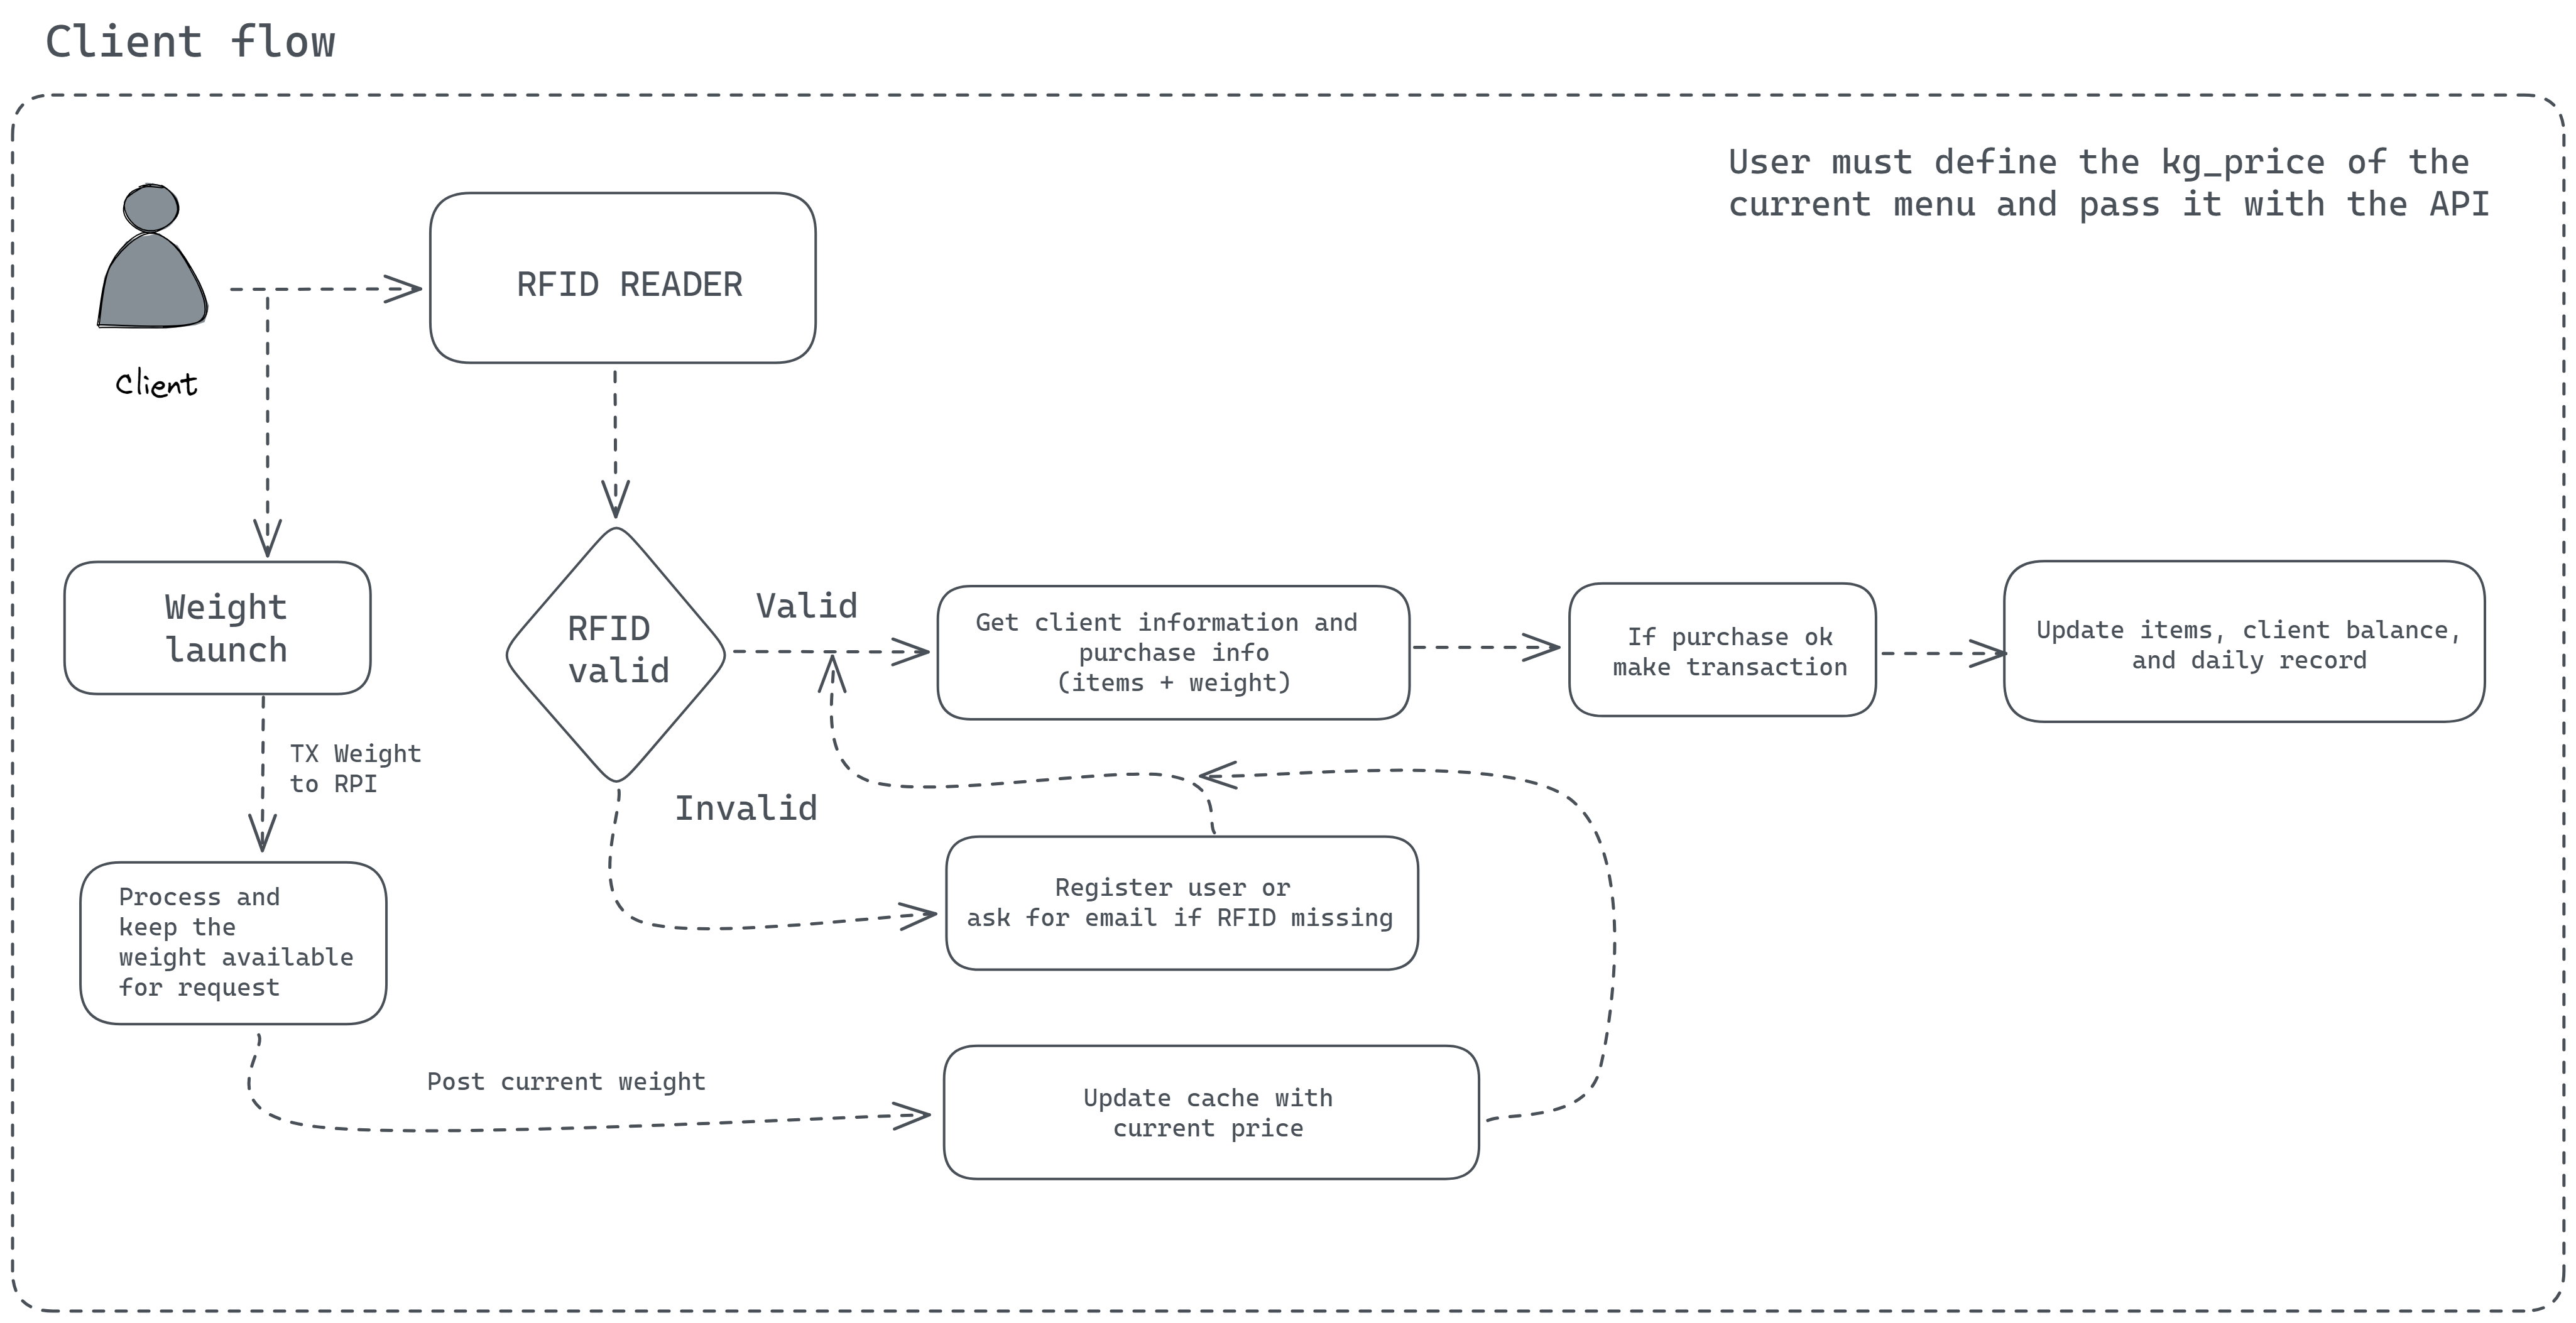 Client flow
User must define the kg_price of the
current menu and pass it with the API
RFID READER
Client
Weight
launch
RFID
valid
Valid
Get client information and
purchase info
(items + weight)
If purchase ok
make transaction
Update items, client balance,
and daily record
TX Weight
to RPI
Invalid
Process and
keep the
weight available
for request
Register user or
ask for email if RFID missing
Post current weight
Update cache with
current price